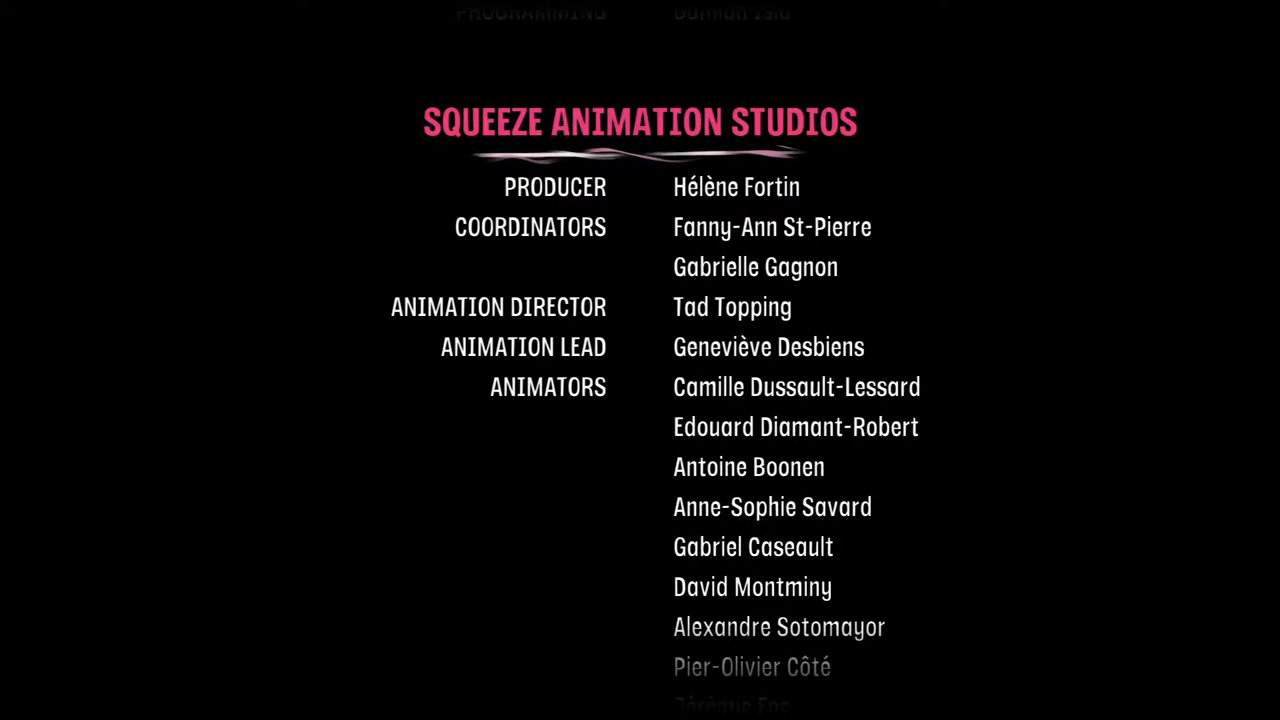 PROGRAMMING
SQUEEZE ANIMATION STUDIOS
PRODUCER Hélène Fortin
COORDINATORS Fanny-Ann St-Pierre
Gabrielle Gagnon
ANIMATION DIRECTOR Tad Topping
ANIMATION LEAD Geneviève Desbiens
ANIMATORS Camille Dussault-Lessard
Edouard Diamant-Robert
Antoine Boonen
Anne-Sophie Savard
Gabriel Caseault
David Montminy
Alexandre Sotomayor
Pier-Olivier Côté